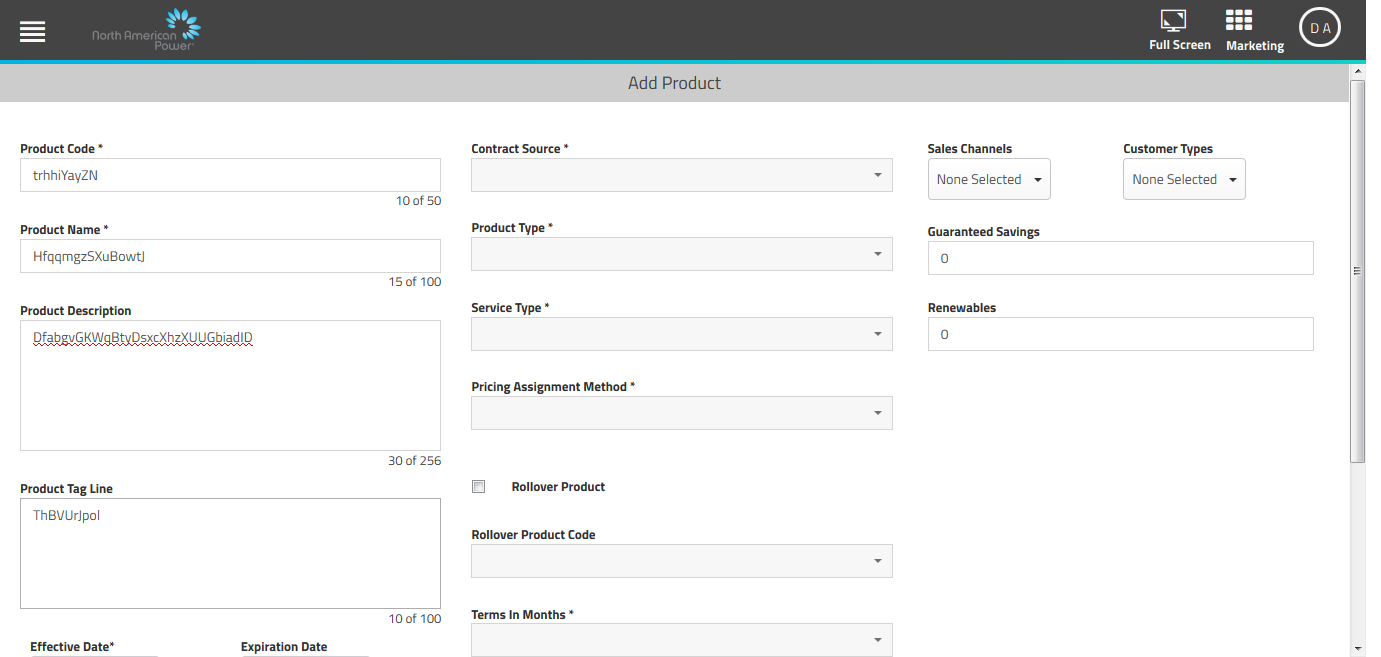 North American
Power
Full Screen
Marketing
D A
Add Product
Product Code *
trhhiYayZN
10 of 50
Product Name *
HfqqmgzSXuBowtJ
15 of 100
Product Description
DfabgvGKWqBtyDsxcXhzXUUGbiadID
30 of 256
Product Tag Line
ThBVUrJpol
10 of 100
Effective Date*
Expiration Date
Contract Source *
Product Type *
Service Type *
Pricing Assignment Method *
Rollover Product
Rollover Product Code
Terms In Months *
Sales Channels
None Selected
Customer Types
None Selected
Guaranteed Savings
0
Renewables
0